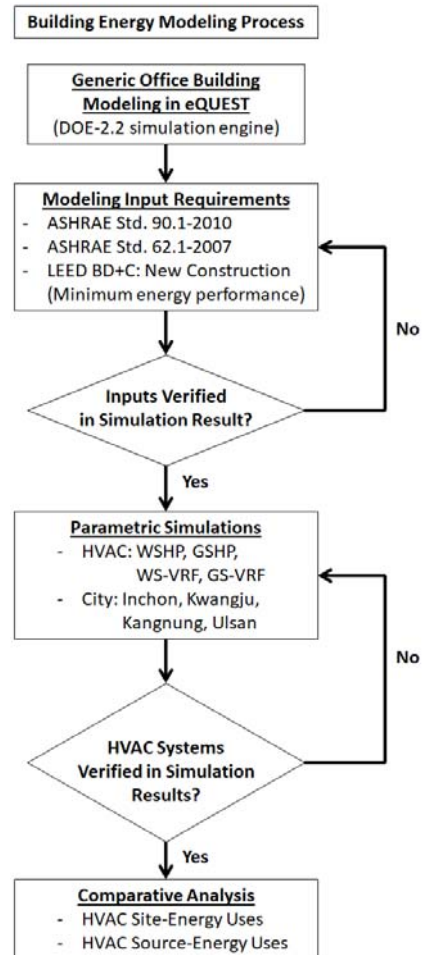 Building Energy Modeling Process
Generic Office Building
Modeling in eQUEST
(DOE-2.2 simulation engine)
Modeling Input Requirements
- ASHRAE Std. 90.1-2010
- ASHRAE Std. 62.1-2007
- LEED BD+C: New Construction
(Minimum energy performance)
No
Inputs Verified
in Simulation Result?
Yes
Parametric Simulations
- HVAC: WSHP, GSHP,
WS-VRF, GS-VRF
- City: Inchon, Kwangju,
Kangnung, Ulsan
No
HVAC Systems
Verified in Simulation
Results?
Yes
Comparative Analysis
- HVAC Site-Energy Uses
- HVAC Source-Energy Uses